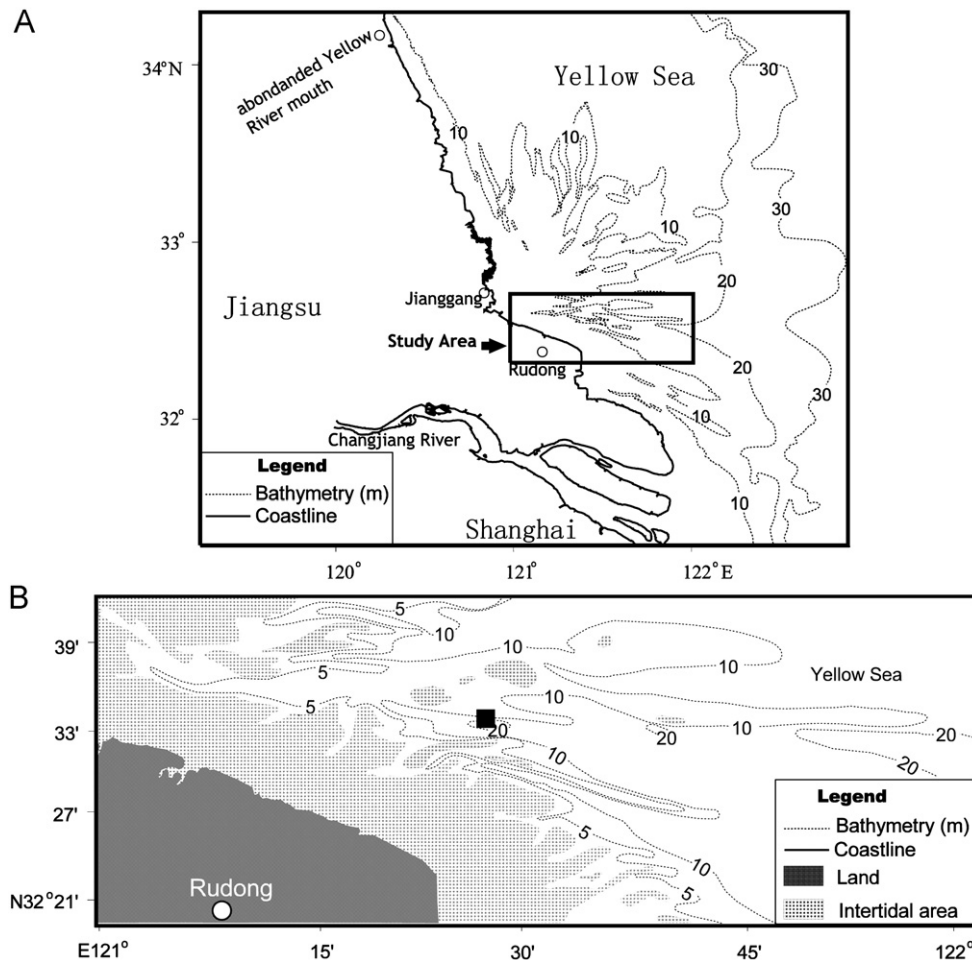 A
34°N
33°
32°
120°
121°
122°E
abondanded Yellow
River mouth
Yellow Sea
10
10
30
30
10
20
Jianggang
Jiangsu
Study Area
Rudong
20
30
10
Changjiang River
10
Shanghai
Legend
Bathymetry (m)
Coastline
B
39'
33'
27'
N32°21'
E121°
15'
30'
45'
122°
5
10
10
5
10
Yellow Sea
5
10
20
10
20
20
10
20
5
10
5
Rudong
Legend
Bathymetry (m)
Coastline
Land
Intertidal area